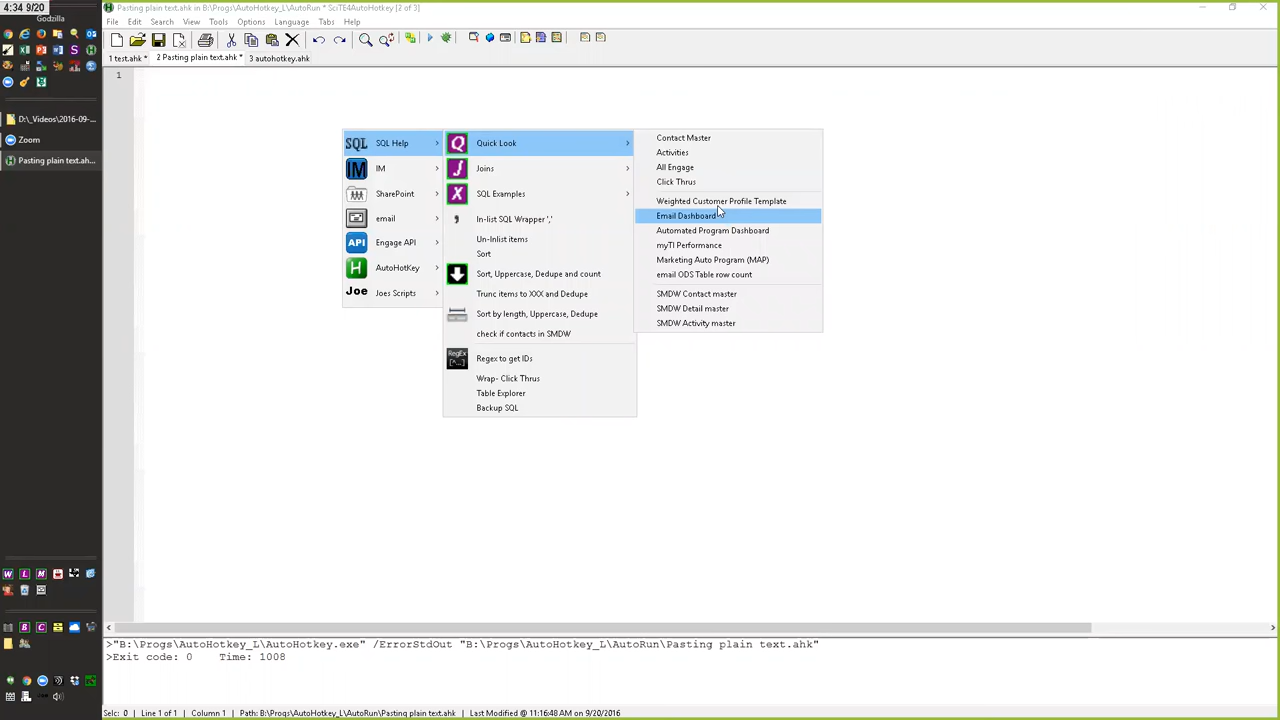 4:34 9/20
Godzilla
Pasting plain text.ahk in B:\Progs\AutoHotkey_L\AutoRun * SciTE4AutoHotkey [2 of 3]
File Edit Search View Tools Options Language Tabs Help
1 test.ahk * 2 Pasting plain text.ahk * 3 autohotkey.ahk
1
D:\_Videos\2016-09-...
Zoom
Pasting plain text.ahk...
SQL SQL Help
IM IM
SharePoint
email
API Engage API
H AutoHotKey
Joe Joes Scripts
Q Quick Look
J Joins
X SQL Examples
, In-list SQL Wrapper ','
Un-Inlist items
Sort
Sort, Uppercase, Dedupe and count
Trunc items to XXX and Dedupe
Sort by length, Uppercase, Dedupe
check if contacts in SMDW
RegEx Regex to get IDs
Wrap- Click Thrus
Table Explorer
Backup SQL
Contact Master
Activities
All Engage
Click Thrus
Weighted Customer Profile Template
Email Dashboard
Automated Program Dashboard
myTI Performance
Marketing Auto Program (MAP)
email ODS Table row count
SMDW Contact master
SMDW Detail master
SMDW Activity master
>"B:\Progs\AutoHotkey_L\AutoHotkey.exe" /ErrorStdOut "B:\Progs\AutoHotkey_L\AutoRun\Pasting plain text.ahk"
>Exit code: 0 Time: 1008
Selc: 0 | Line 1 of 1 | Column 1 | Path: B:\Progs\AutoHotkey_L\AutoRun\Pasting plain text.ahk | Last Modified @ 11:16:48 AM on 9/20/2016